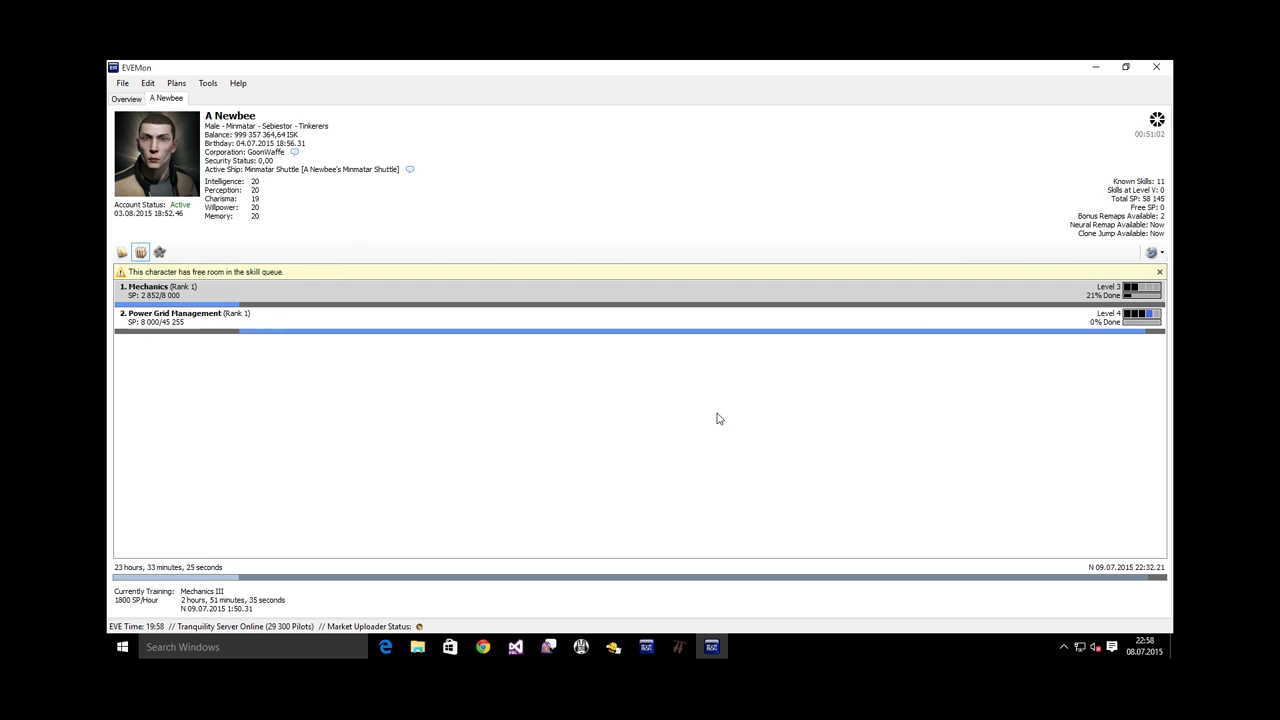 EVEMon
File Edit Plans Tools Help
Overview A Newbee
A Newbee
Male - Minmatar - Sebiestor - Tinkerers
Balance: 999 357 364,64 ISK
Birthday: 04.07.2015 18:56.31
Corporation: GoonWaffe
Security Status: 0,00
Active Ship: Minmatar Shuttle [A Newbee's Minmatar Shuttle]
00:51:02
Intelligence: 20
Perception: 20
Charisma: 19
Willpower: 20
Memory: 20
Account Status: Active
03.08.2015 18:52.46
Known Skills: 11
Skills at Level V: 0
Total SP: 58 145
Free SP: 0
Bonus Remaps Available: 2
Neural Remap Available: Now
Clone Jump Available: Now
This character has free room in the skill queue.
1. Mechanics (Rank 1) Level 3
SP: 2 852/8 000 21% Done
2. Power Grid Management (Rank 1) Level 4
SP: 8 000/45 255 0% Done
23 hours, 33 minutes, 25 seconds N 09.07.2015 22:32.21
Currently Training: Mechanics III
1800 SP/Hour 2 hours, 51 minutes, 35 seconds
N 09.07.2015 1:50.31
EVE Time: 19:58 // Tranquility Server Online (29 300 Pilots) // Market Uploader Status:
Search Windows
22:58
08.07.2015